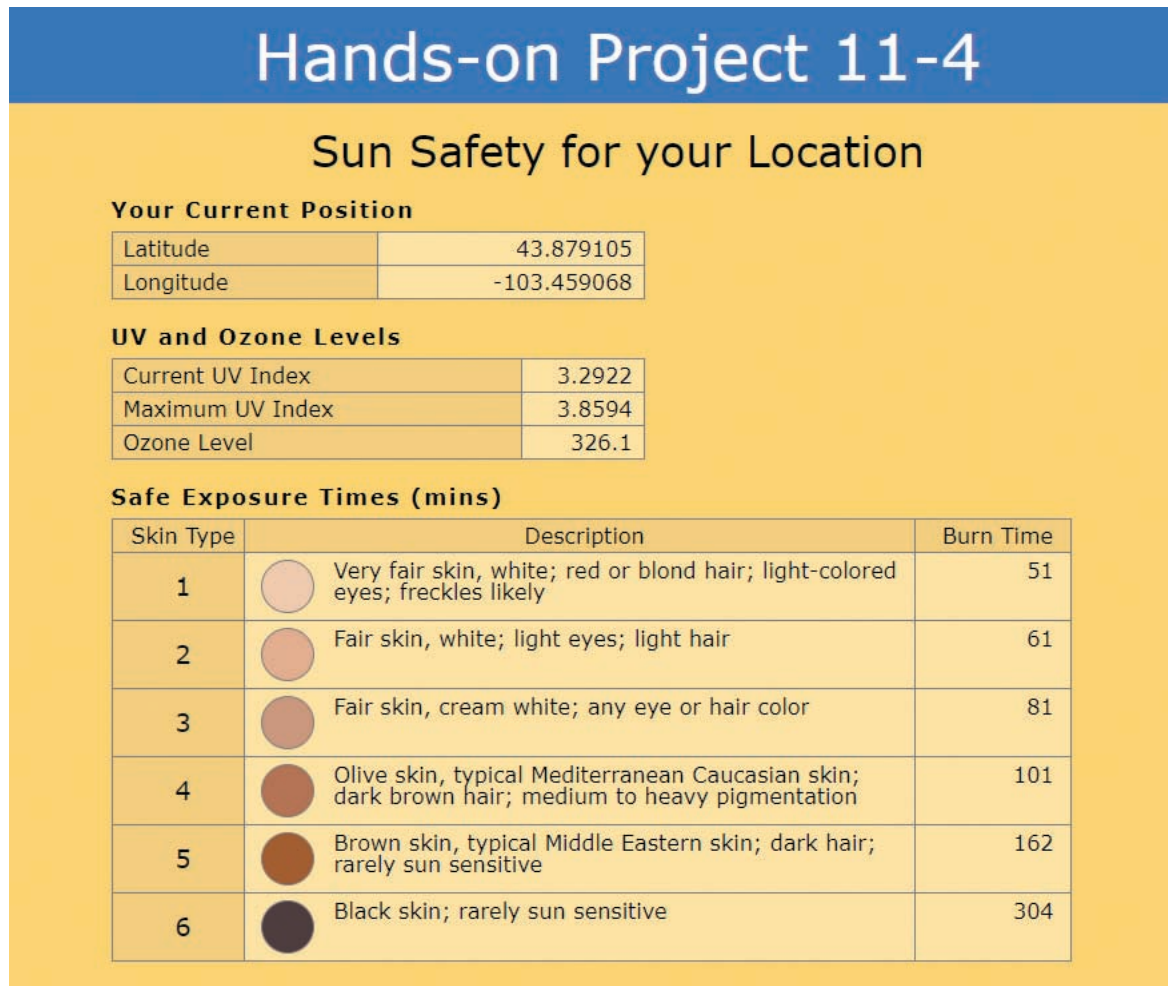 Hands-on Project 11-4
Sun Safety for your Location
Your Current Position
Latitude 43.879105
Longitude -103.459068
UV and Ozone Levels
Current UV Index 3.2922
Maximum UV Index 3.8594
Ozone Level 326.1
Safe Exposure Times (mins)
Skin Type Description Burn Time
1 Very fair skin, white; red or blond hair; light-colored 51
eyes; freckles likely
2 Fair skin, white; light eyes; light hair 61
3 Fair skin, cream white; any eye or hair color 81
4 Olive skin, typical Mediterranean Caucasian skin; 101
dark brown hair; medium to heavy pigmentation
5 Brown skin, typical Middle Eastern skin; dark hair; 162
rarely sun sensitive
6 Black skin; rarely sun sensitive 304